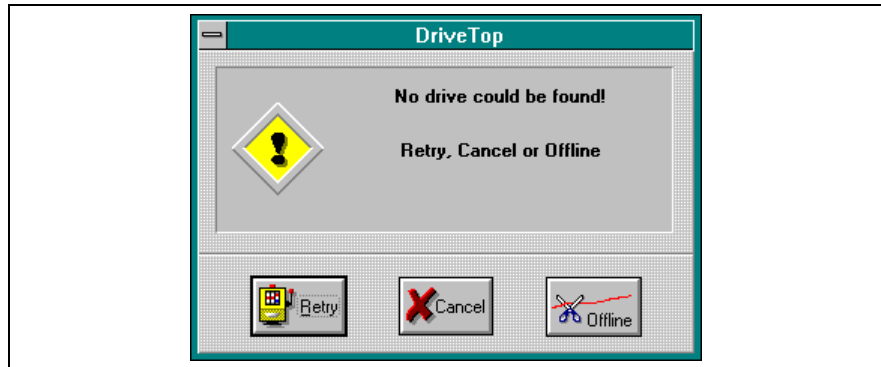 DriveTop
No drive could be found!
Retry, Cancel or Offline
Retry
Cancel
Offline